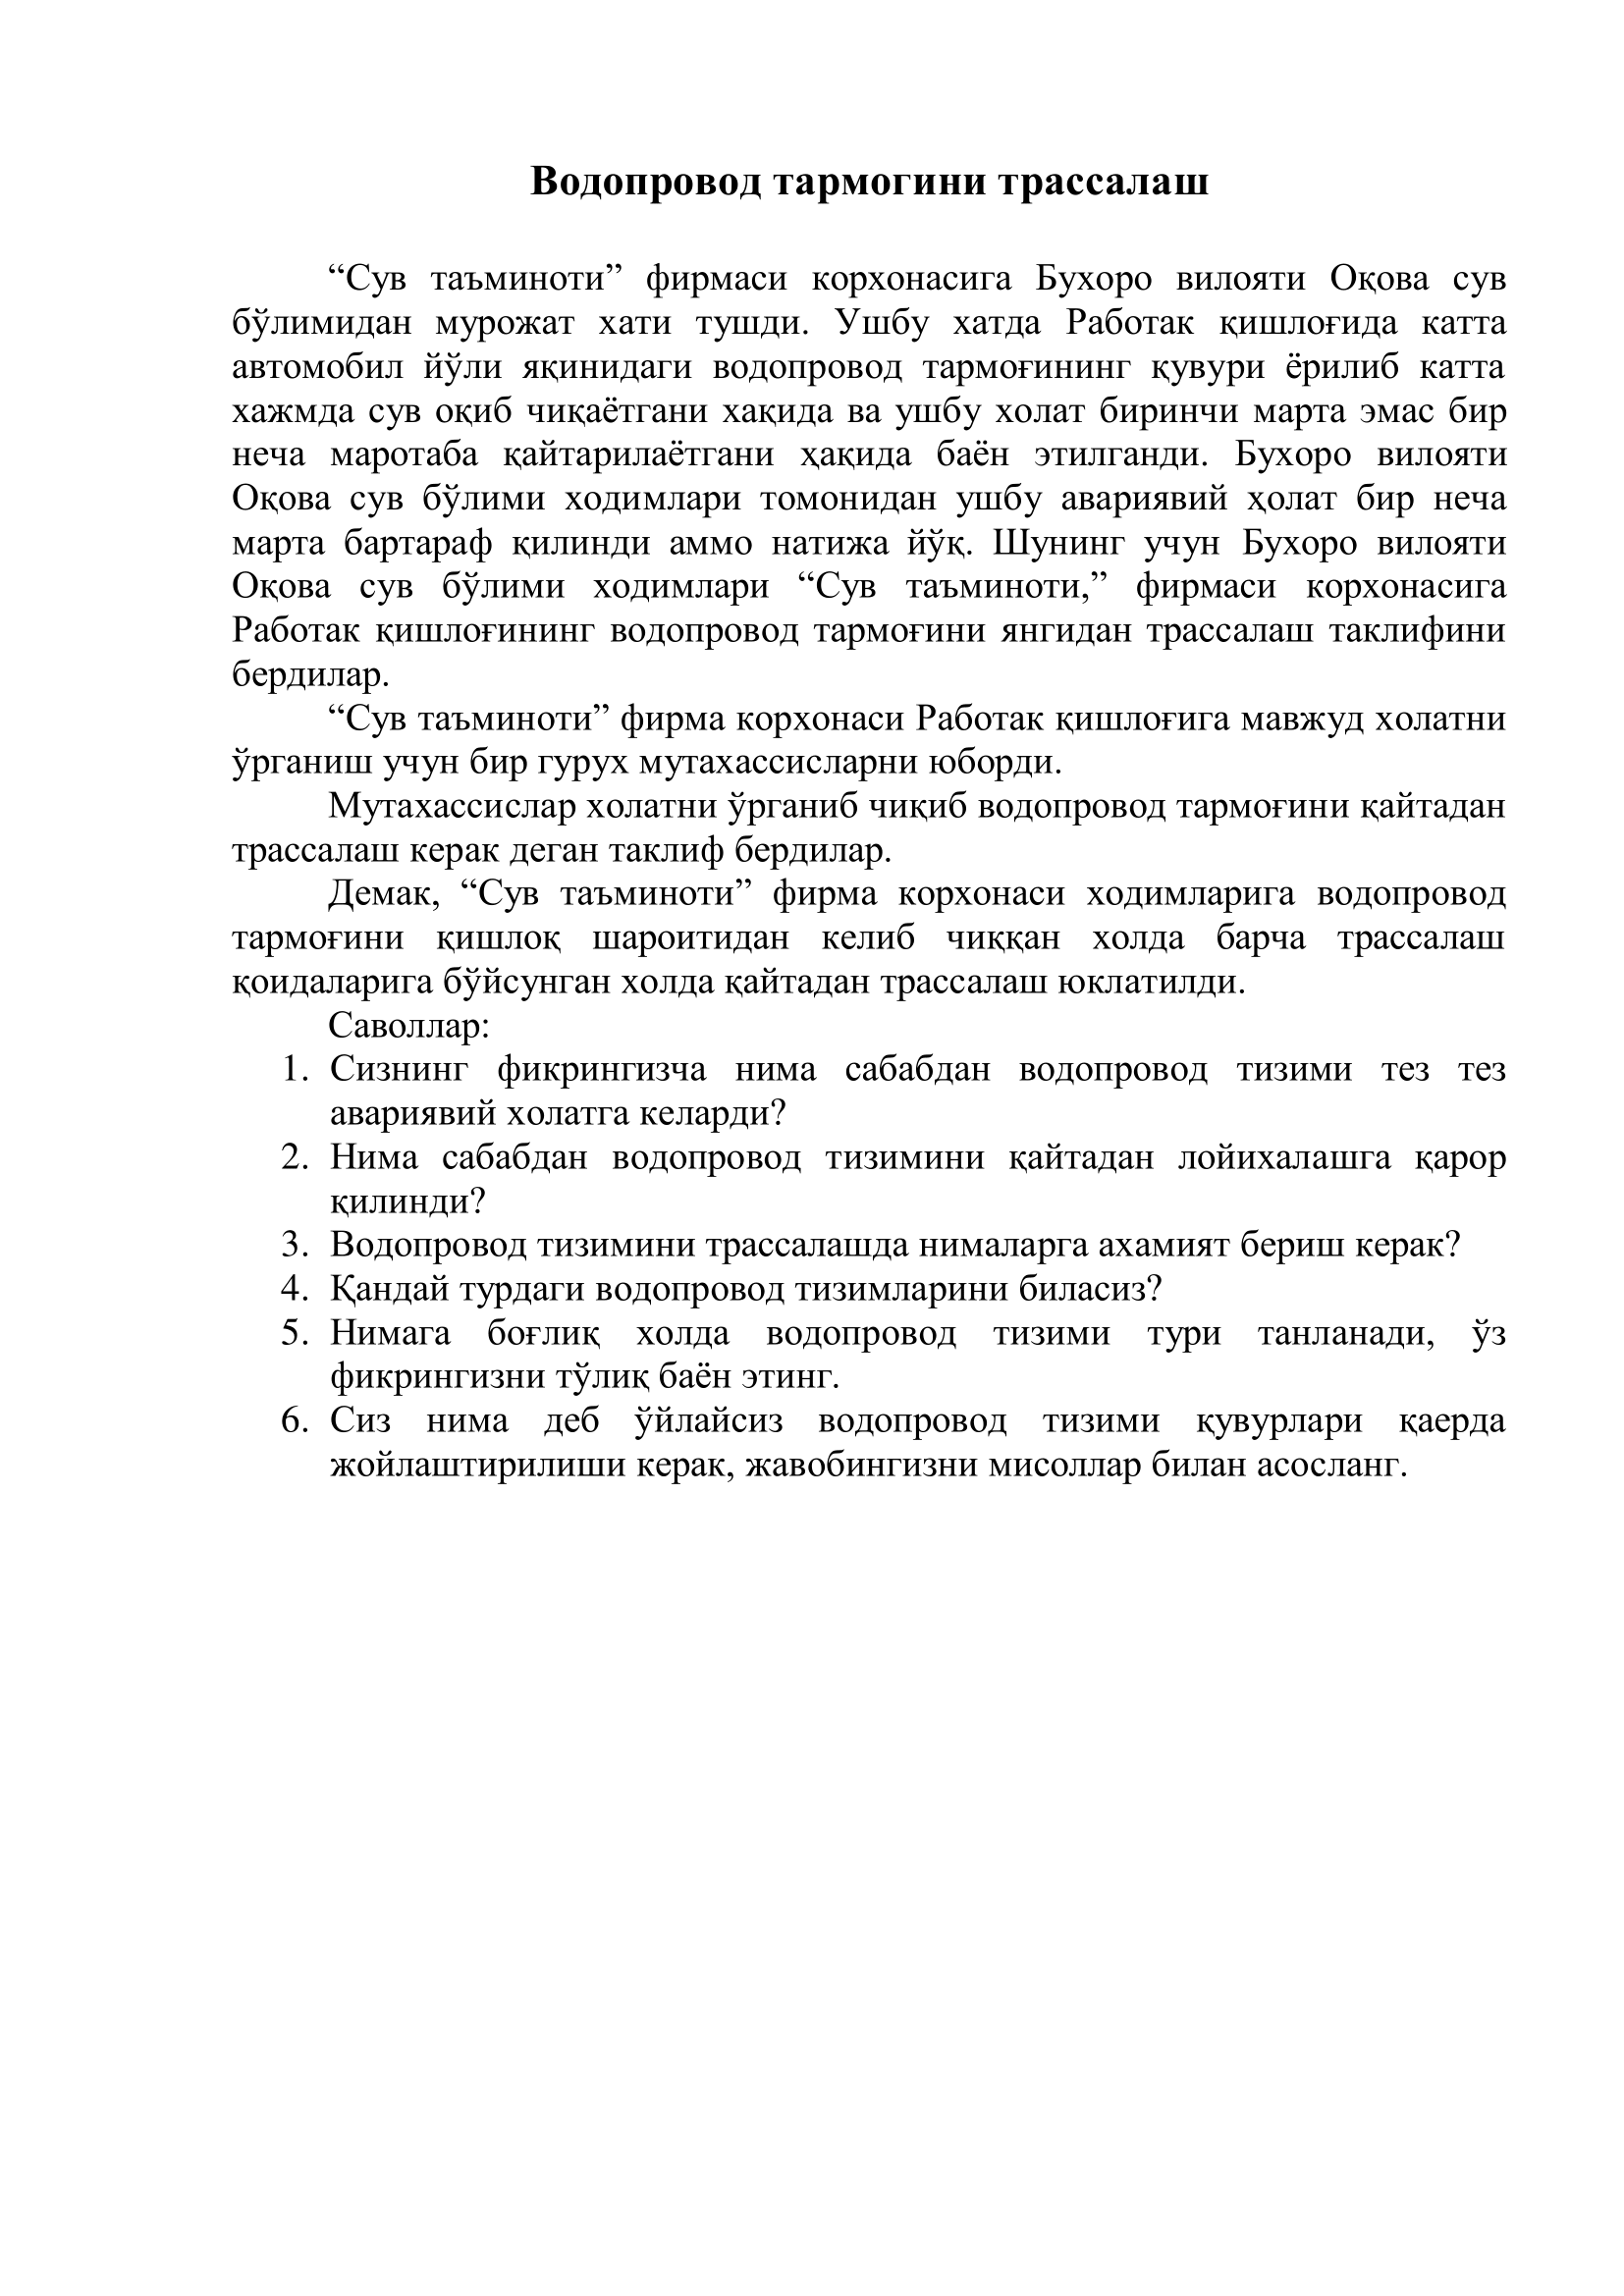 Водопровод тармогини трассалаш
“Сув таъминоти” фирмаси корхонасига Бухоро вилояти Оқова сув
бўлимидан мурожат хати тушди. Ушбу хатда Работак қишлоғида катта
автомобил йўли яқинидаги водопровод тармоғининг қувури ёрилиб катта
хажмда сув оқиб чиқаётгани хақида ва ушбу холат биринчи марта эмас бир
неча маротаба қайтарилаётгани ҳақида баён этилганди. Бухоро вилояти
Оқова сув бўлими ходимлари томонидан ушбу авариявий ҳолат бир неча
марта бартараф қилинди аммо натижа йўқ. Шунинг учун Бухоро вилояти
Оқова сув бўлими ходимлари “Сув таъминоти,” фирмаси корхонасига
Работак қишлоғининг водопровод тармоғини янгидан трассалаш таклифини
бердилар.
“Сув таъминоти” фирма корхонаси Работак қишлоғига мавжуд холатни
ўрганиш учун бир гурух мутахассисларни юборди.
Мутахассислар холатни ўрганиб чиқиб водопровод тармоғини қайтадан
трассалаш керак деган таклиф бердилар.
Демак, “Сув таъминоти” фирма корхонаси ходимларига водопровод
тармоғини қишлоқ шароитидан келиб чиққан холда барча трассалаш
қоидаларига бўйсунган холда қайтадан трассалаш юклатилди.
Саволлар:
1. Сизнинг фикрингизча нима сабабдан водопровод тизими тез тез
авариявий холатга келарди?
2. Нима сабабдан водопровод тизимини қайтадан лойихалашга қарор
қилинди?
3. Водопровод тизимини трассалашда нималарга ахамият бериш керак?
4. Қандай турдаги водопровод тизимларини биласиз?
5. Нимага боғлиқ холда водопровод тизими тури танланади, ўз
фикрингизни тўлиқ баён этинг.
6. Сиз нима деб ўйлайсиз водопровод тизими қувурлари қаерда
жойлаштирилиши керак, жавобингизни мисоллар билан асосланг.